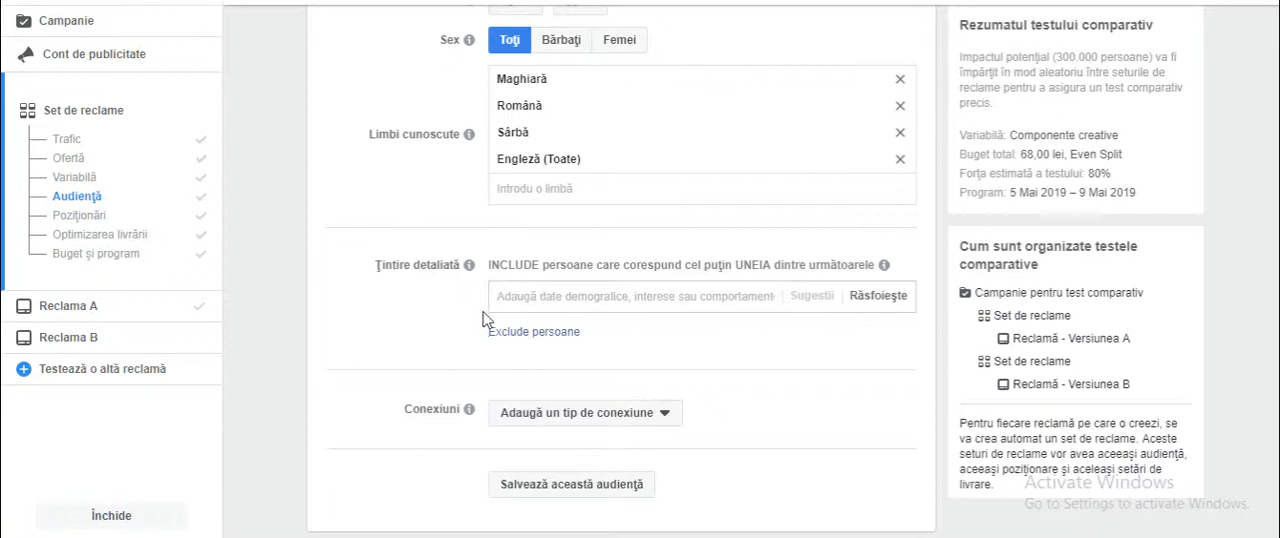 Campanie
Cont de publicitate
Set de reclame
Trafic
Ofertă
Variabilă
Audienţă
Poziţionări
Optimizarea livrării
Buget şi program
Reclama A
Reclama B
Testează o altă reclamă
Închide
Sex
Toţi
Bărbaţi
Femei
Limbi cunoscute
Maghiară
Română
Sârbă
Engleză (Toate)
Introdu o limbă
Ţintire detaliată
INCLUDE persoane care corespund cel puţin UNEIA dintre următoarele
Adaugă date demografice, interese sau comportament
Sugestii
Răsfoieşte
Exclude persoane
Conexiuni
Adaugă un tip de conexiune
Salvează această audienţă
Rezumatul testului comparativ
Impactul potenţial (300.000 persoane) va fi
împărţit în mod aleatoriu între seturile de
reclame pentru a asigura un test comparativ
precis.
Variabilă: Componente creative
Buget total: 68,00 lei, Even Split
Forţa estimată a testului: 80%
Program: 5 Mai 2019 – 9 Mai 2019
Cum sunt organizate testele
comparative
Campanie pentru test comparativ
Set de reclame
Reclamă - Versiunea A
Set de reclame
Reclamă - Versiunea B
Pentru fiecare reclamă pe care o creezi, se
va crea automat un set de reclame. Aceste
seturi de reclame vor avea aceeaşi audienţă,
aceeaşi poziţionare şi aceleaşi setări de
livrare.
Activate Windows
Go to Settings to activate Windows.